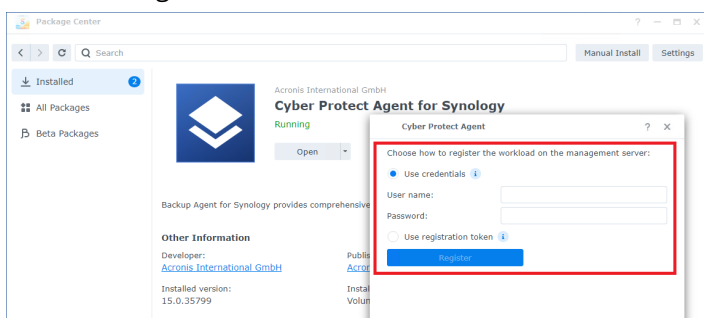 Package Center
Search
Manual Install
Settings
Installed
2
All Packages
Beta Packages
Acronis International GmbH
Cyber Protect Agent for Synology
Running
Open
Backup Agent for Synology provides comprehensive
Other Information
Developer:
Acronis International GmbH
Installed version:
15.0.35799
Cyber Protect Agent
Choose how to register the workload on the management server:
Use credentials
User name:
Password:
Use registration token
Register